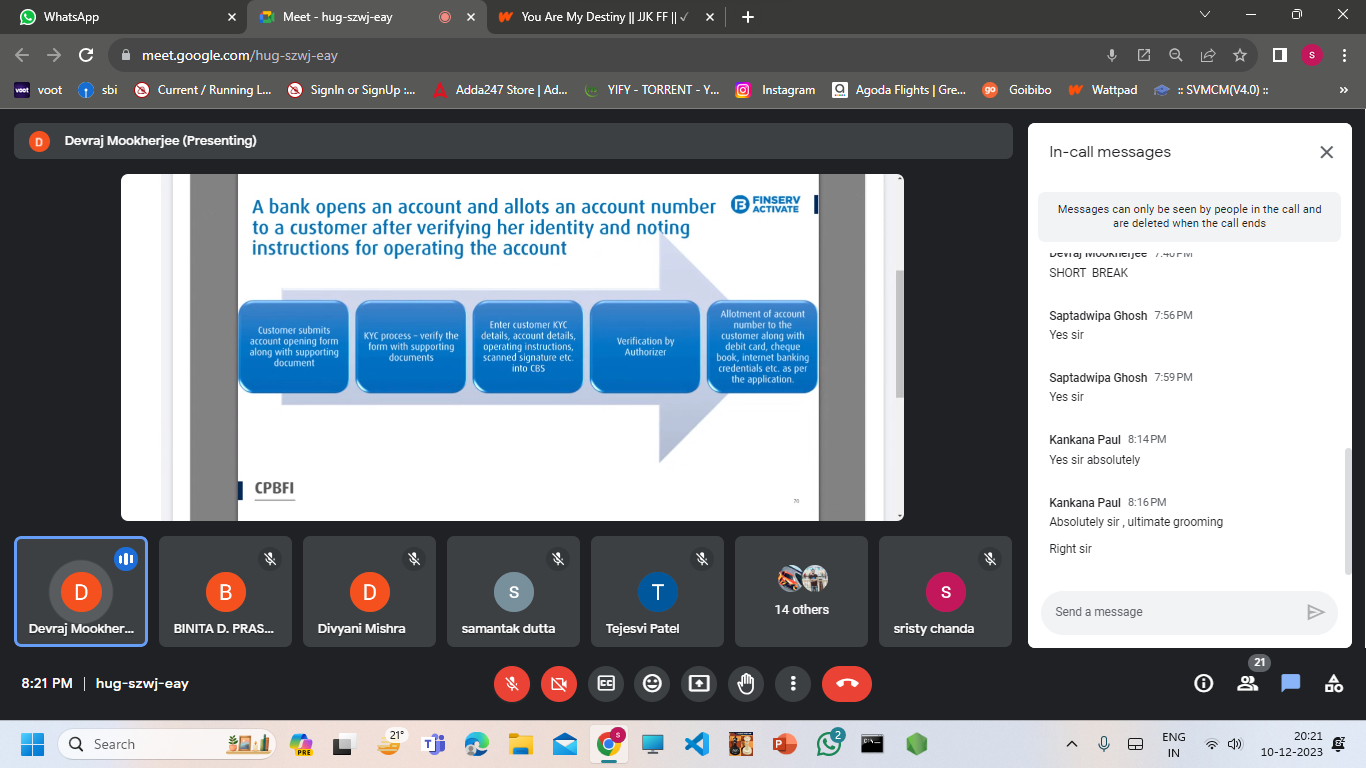 WhatsApp
Meet - hug-szwj-eay
You Are My Destiny || JJK FF || ✓
meet.google.com/hug-szwj-eay
S
voot
voot
sbi
Current / Running L...
SignIn or SignUp :...
Adda247 Store | Ad...
YIFY - TORRENT - Y...
Instagram
Agoda Flights | Gre...
go
Goibibo
Wattpad
:: SVMCM(V4.0) ::
»
D
Devraj Mookherjee (Presenting)
A bank opens an account and allots an account number
to a customer after verifying her identity and noting
instructions for operating the account
FINSERV
ACTIVATE
Customer submits
account opening form
along with supporting
document
KYC process – verify the
form with supporting
documents
Enter customer KYC
details, account details,
operating instructions,
scanned signature etc.
into CBS
Verification by
Authorizer
Allotment of account
number to the
customer along with
debit card, cheque
book, internet banking
credentials etc. as per
the application.
CPBFI
In-call messages
Messages can only be seen by people in the call and
are deleted when the call ends
Devraj Mookherjee 7:46 PM
SHORT BREAK
Saptadwipa Ghosh 7:56 PM
Yes sir
Saptadwipa Ghosh 7:59 PM
Yes sir
Kankana Paul 8:14 PM
Yes sir absolutely
Kankana Paul 8:16 PM
Absolutely sir , ultimate grooming
Right sir
Send a message
D
Devraj Mookher...
B
BINITA D. PRAS...
D
Divyani Mishra
s
samantak dutta
T
Tejesvi Patel
14 others
s
sristy chanda
8:21 PM | hug-szwj-eay
CC
21
Search
PRE
21°
S
2
ENG
IN
20:21
10-12-2023